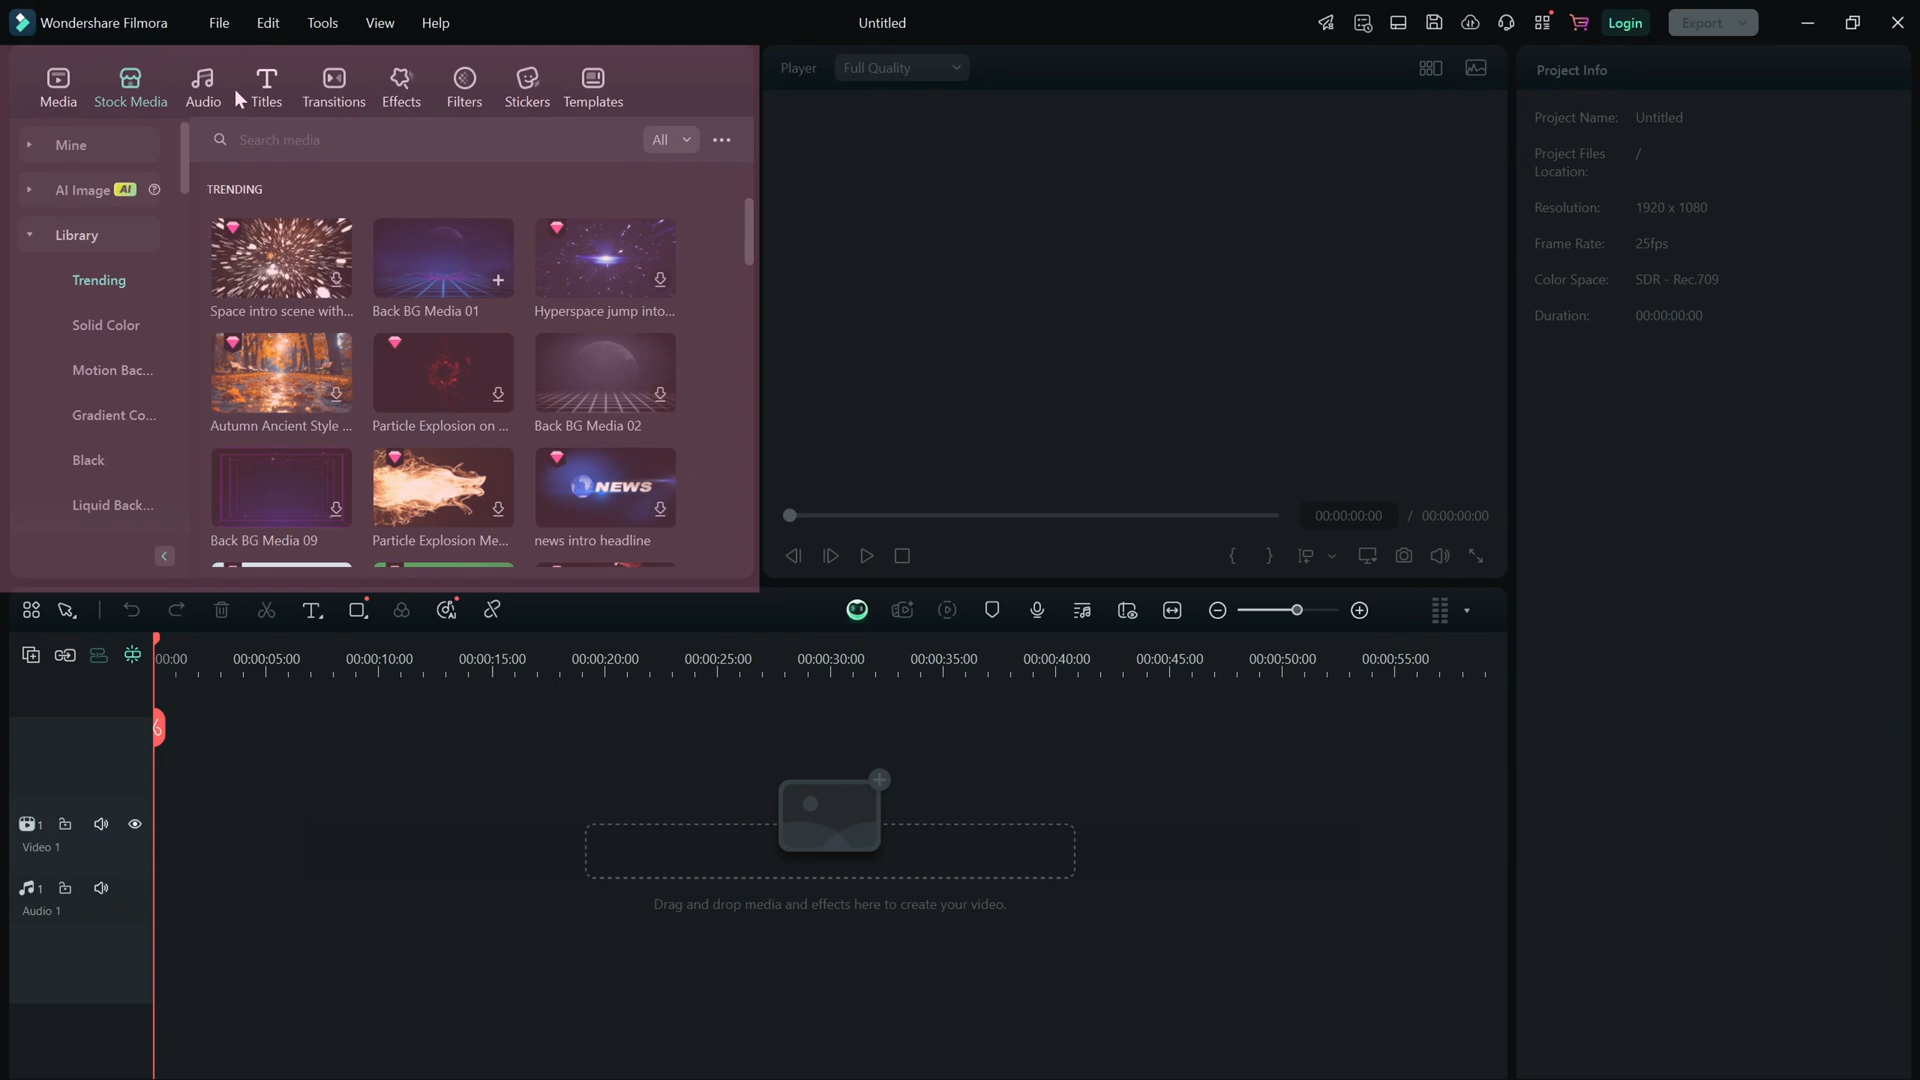 Wondershare Filmora
File
Edit
Tools
View
Help
Untitled
Login
Export
Media
Stock Media
Audio
Titles
Transitions
Effects
Filters
Stickers
Templates
Mine
AI Image AI
Library
Trending
Solid Color
Motion Bac...
Gradient Co...
Black
Liquid Back...
Search media
All
TRENDING
Space intro scene with...
Back BG Media 01
Hyperspace jump into...
Autumn Ancient Style ...
Particle Explosion on ...
Back BG Media 02
NEWS
Back BG Media 09
Particle Explosion Me...
news intro headline
Player
Full Quality
00:00:00:00 / 00:00:00:00
Project Info
Project Name: Untitled
Project Files
Location: /
Resolution: 1920 x 1080
Frame Rate: 25fps
Color Space: SDR - Rec.709
Duration: 00:00:00:00
00:00
00:00:05:00
00:00:10:00
00:00:15:00
00:00:20:00
00:00:25:00
00:00:30:00
00:00:35:00
00:00:40:00
00:00:45:00
00:00:50:00
00:00:55:00
1
Video 1
1
Audio 1
Drag and drop media and effects here to create your video.